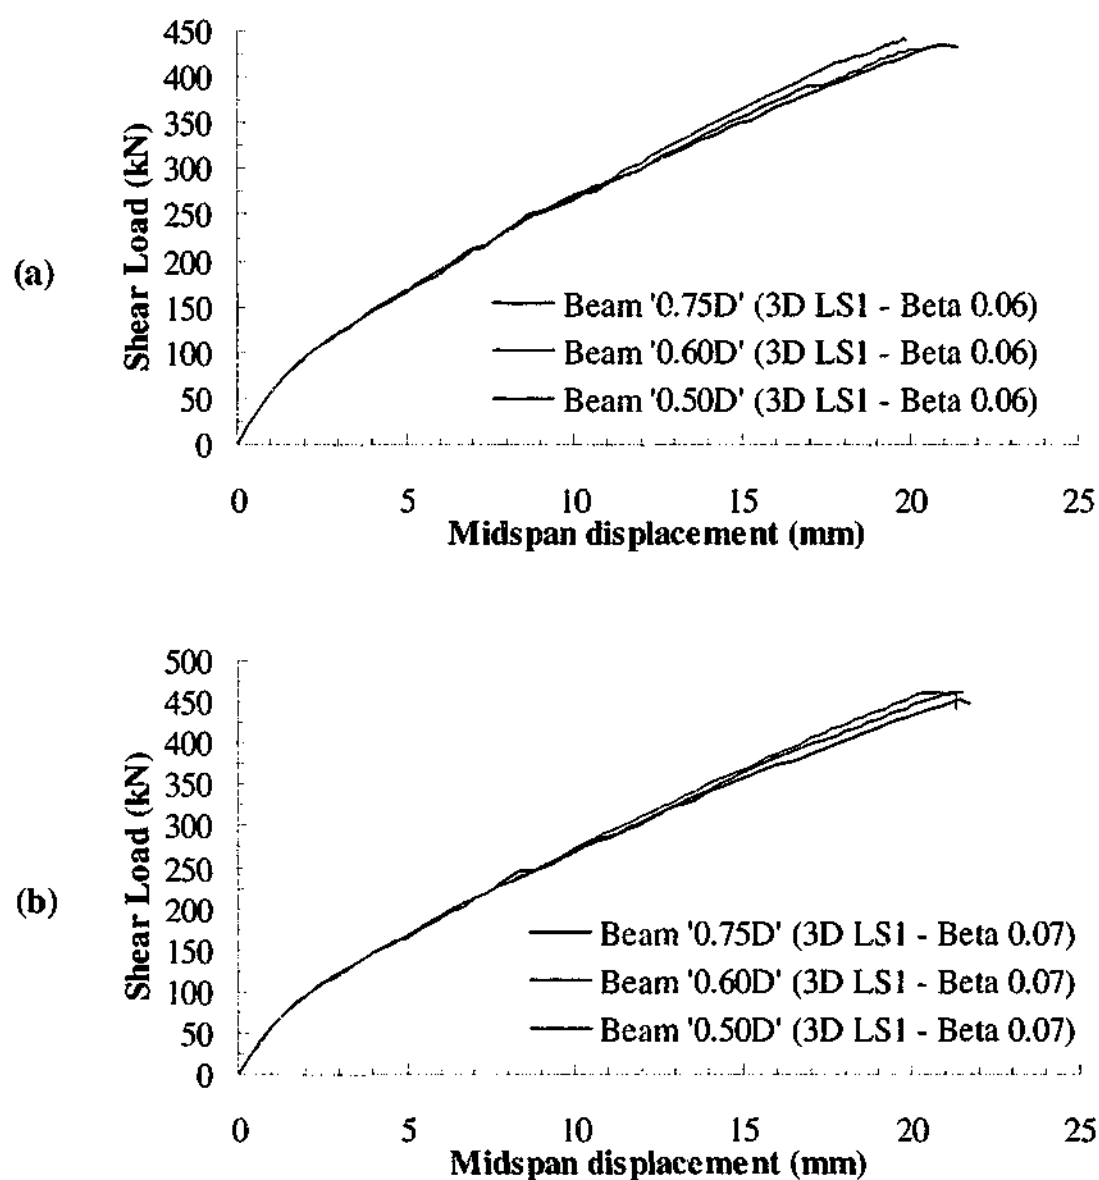 450
400
350
300
250
200
150
100
50
0
Shear Load (kN)
(a)
Beam '0.75D' (3D LS1 - Beta 0.06)
Beam '0.60D' (3D LS1 - Beta 0.06)
Beam '0.50D' (3D LS1 - Beta 0.06)
0 5 10 15 20 25
Midspan displacement (mm)
500
450
400
350
300
250
200
150
100
50
0
Shear Load (kN)
(b)
Beam '0.75D' (3D LS1 - Beta 0.07)
Beam '0.60D' (3D LS1 - Beta 0.07)
Beam '0.50D' (3D LS1 - Beta 0.07)
0 5 10 15 20 25
Midspan displacement (mm)